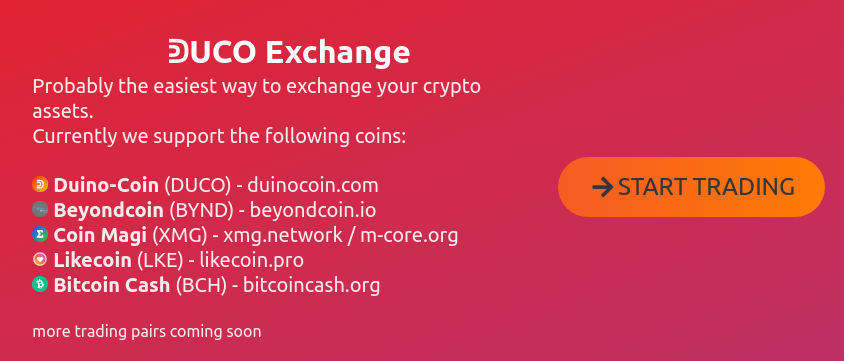 DUCO Exchange
Probably the easiest way to exchange your crypto
assets.
Currently we support the following coins:
Duino-Coin (DUCO) - duinocoin.com
Beyondcoin (BYND) - beyondcoin.io
Coin Magi (XMG) - xmg.network / m-core.org
Likecoin (LKE) - likecoin.pro
Bitcoin Cash (BCH) - bitcoincash.org
more trading pairs coming soon
START TRADING